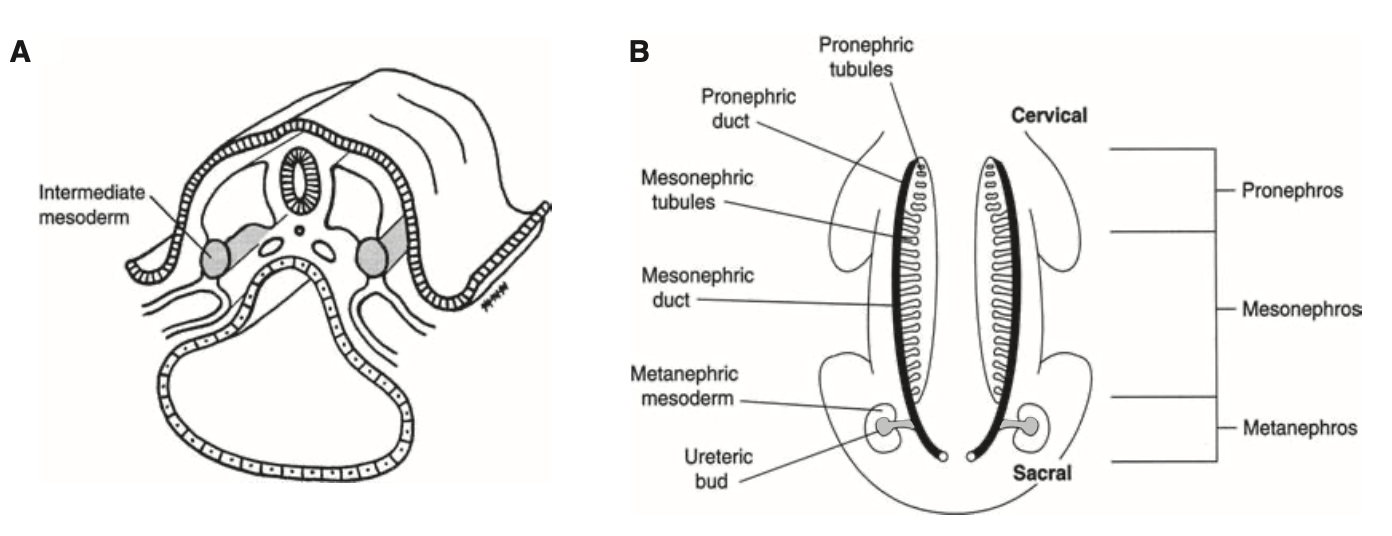 A
Intermediate
mesoderm
B
Pronephric
tubules
Pronephric
duct
Mesonephric
tubules
Mesonephric
duct
Metanephric
mesoderm
Ureteric
bud
Cervical
Sacral
Pronephros
Mesonephros
Metanephros